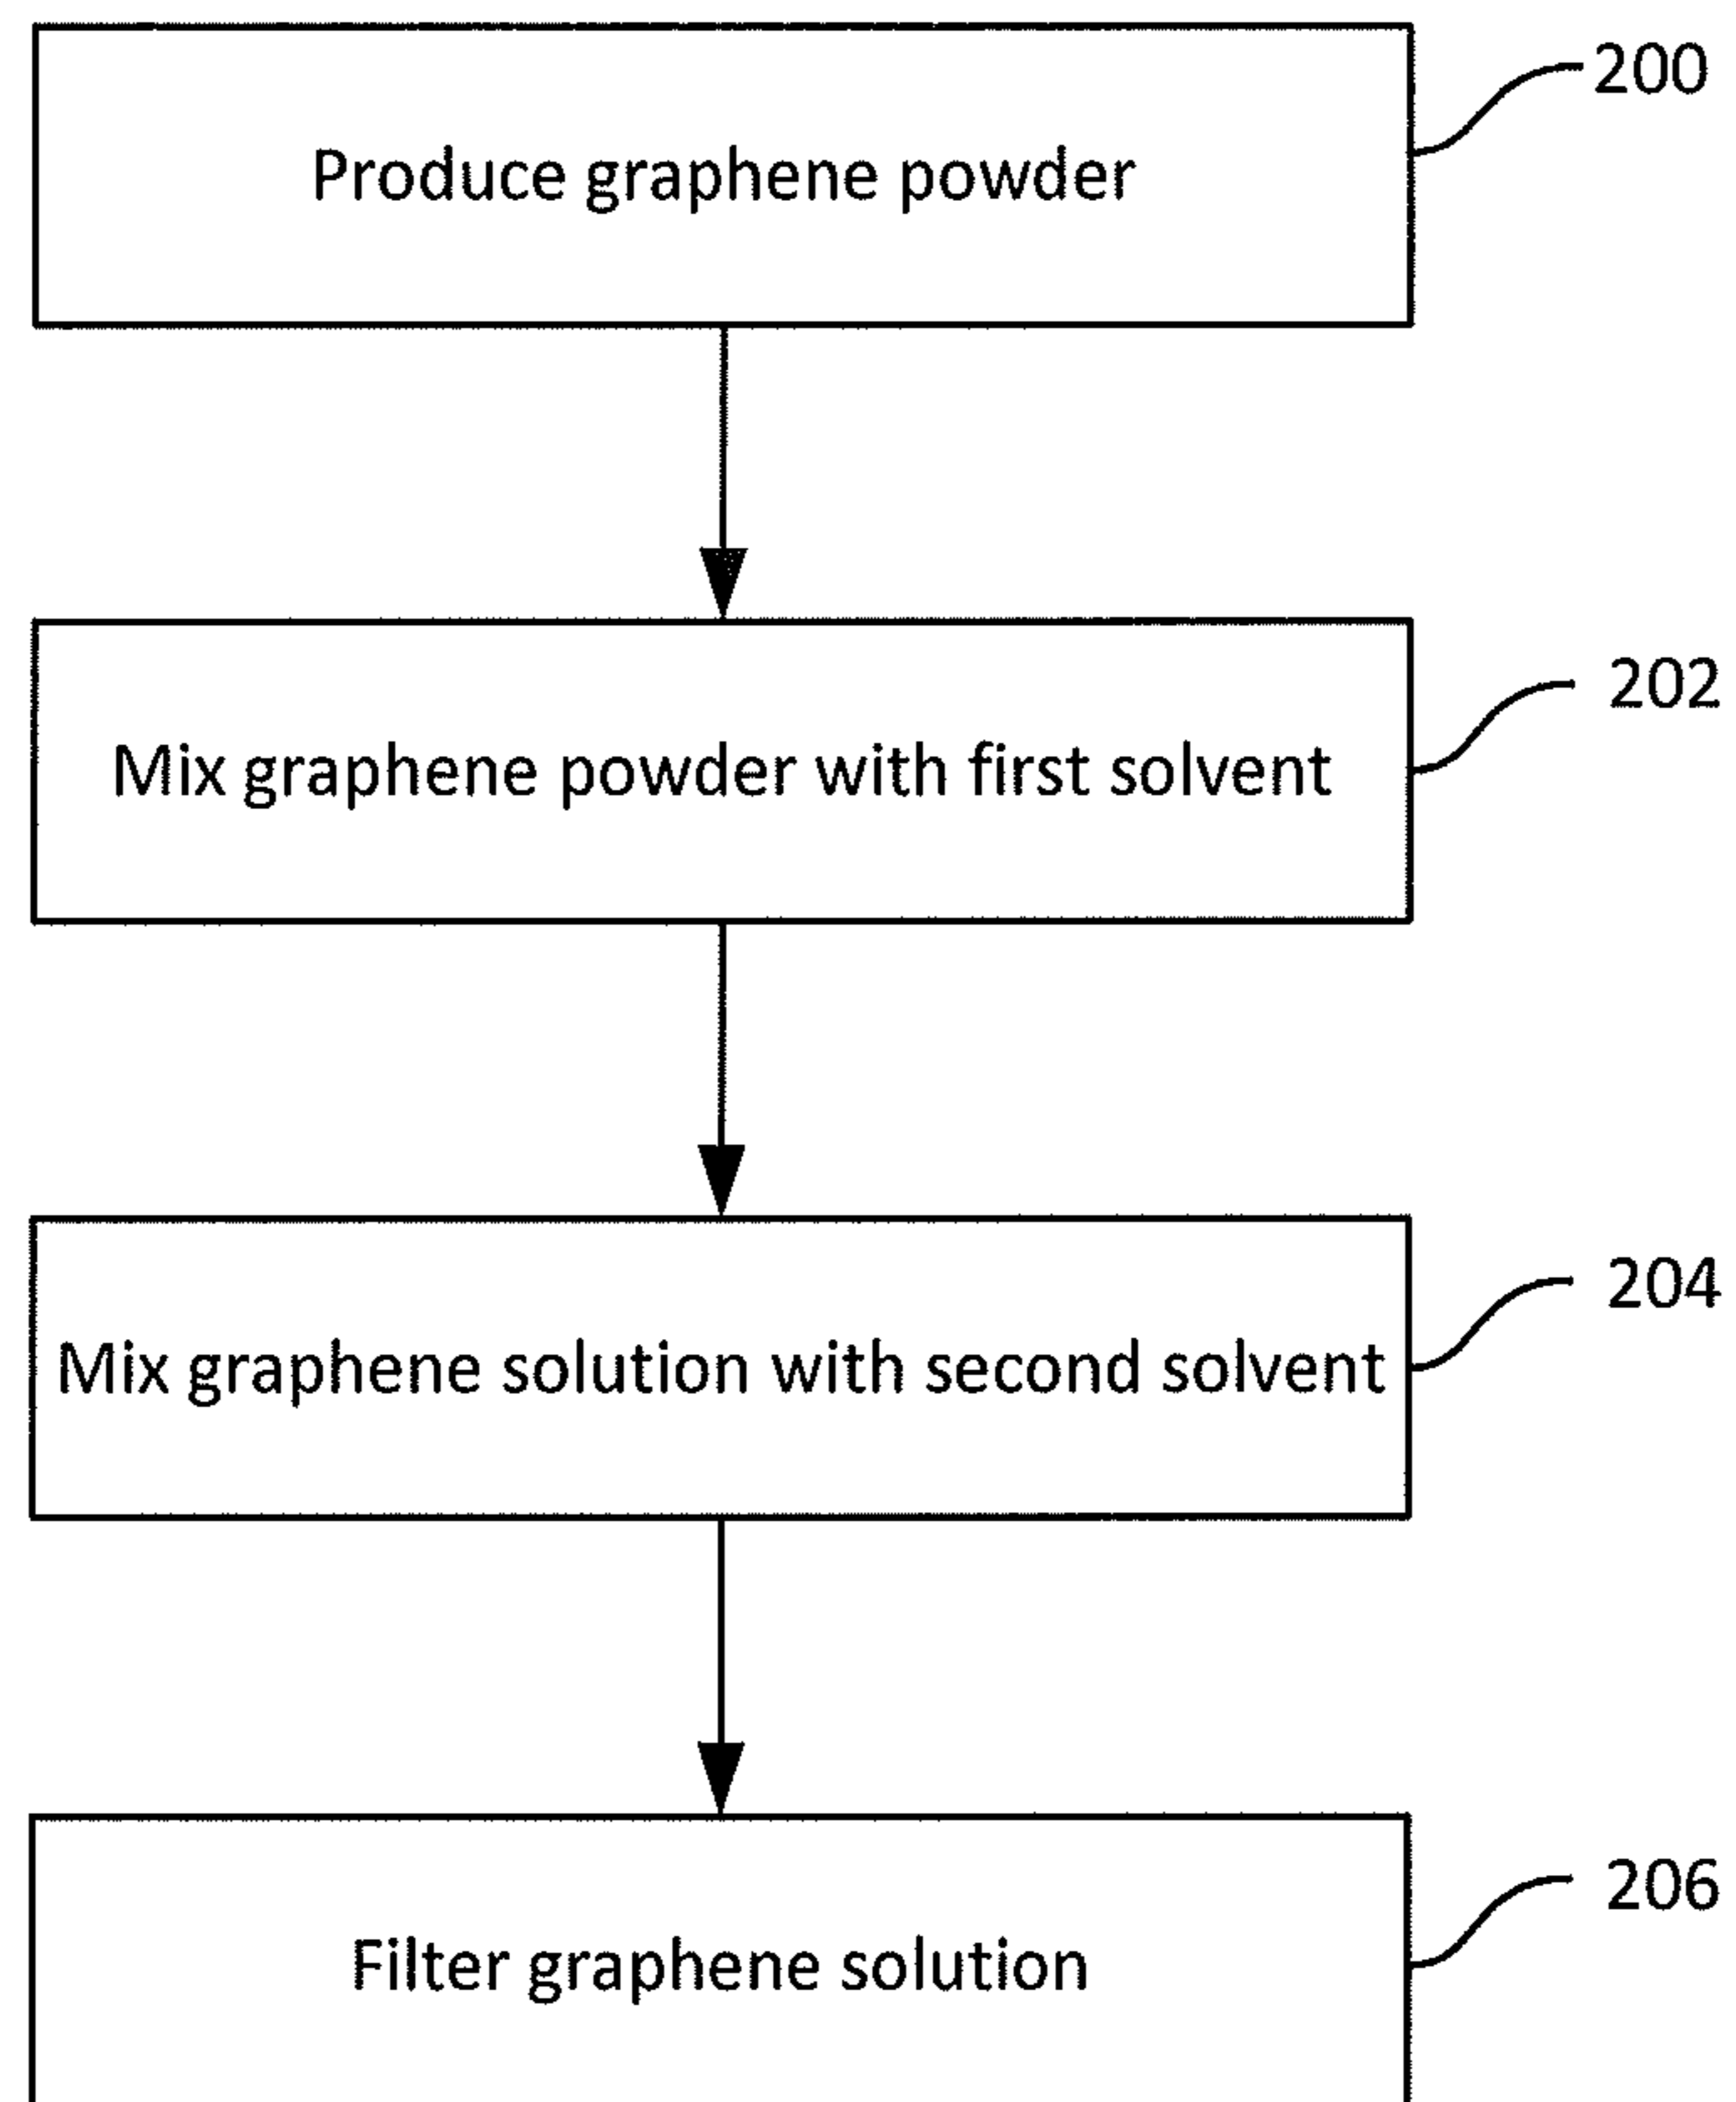 Produce graphene powder
200
Mix graphene powder with first solvent
202
Mix graphene solution with second solvent
204
Filter graphene solution
206